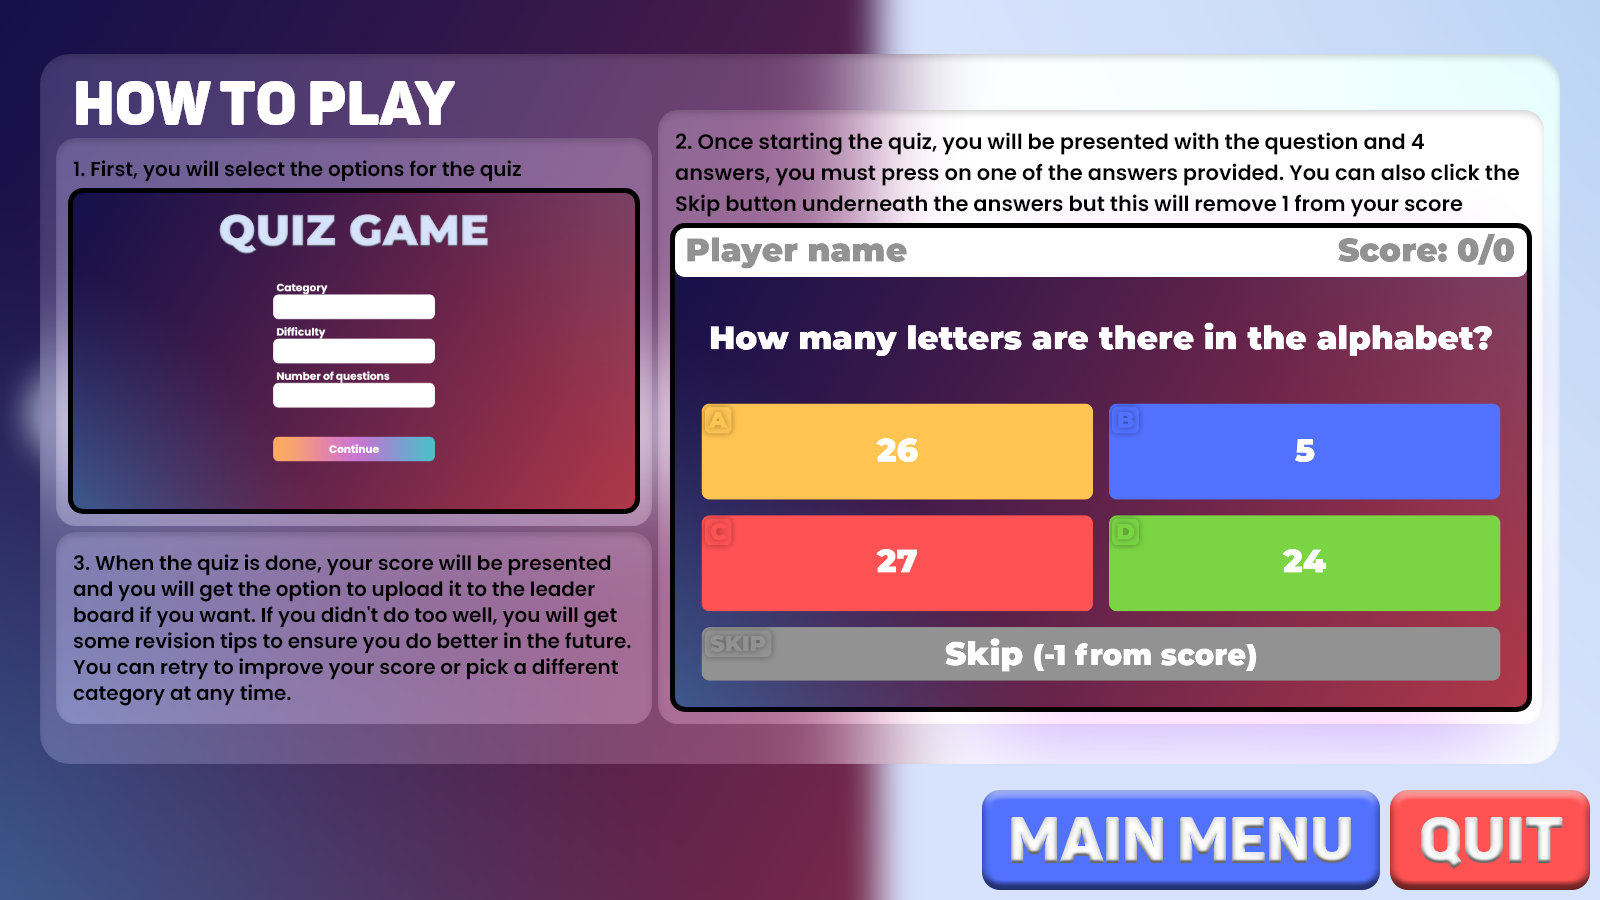 HOW TO PLAY
1. First, you will select the options for the quiz
QUIZ GAME
Category
Difficulty
Number of questions
Continue
3. When the quiz is done, your score will be presented
and you will get the option to upload it to the leader
board if you want. If you didn't do too well, you will get
some revision tips to ensure you do better in the future.
You can retry to improve your score or pick a different
category at any time.
2. Once starting the quiz, you will be presented with the question and 4
answers, you must press on one of the answers provided. You can also click the
Skip button underneath the answers but this will remove 1 from your score
Player name
Score: 0/0
How many letters are there in the alphabet?
A
26
B
5
C
27
D
24
SKIP
Skip (-1 from score)
MAIN MENU
QUIT